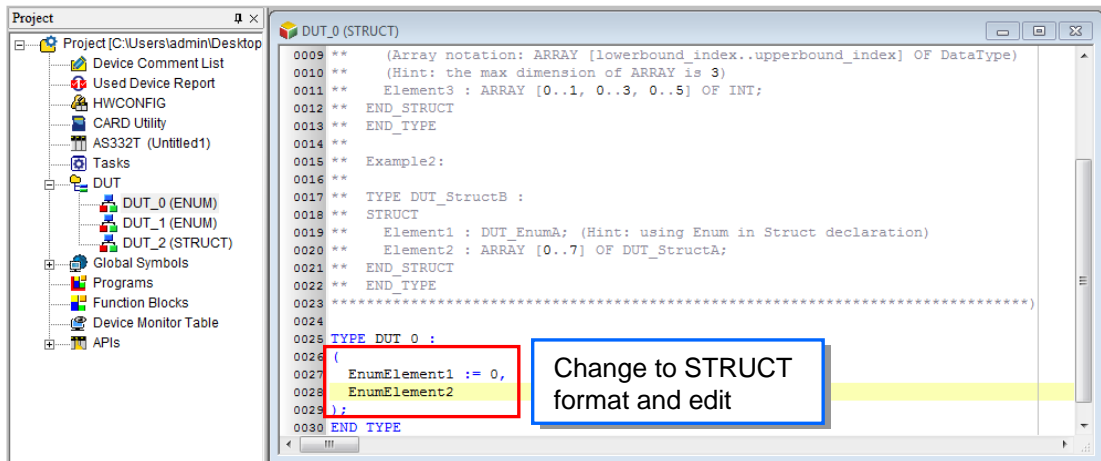 Project
Project [C:\Users\admin\Desktop
Device Comment List
Used Device Report
HWCONFIG
CARD Utility
AS332T (Untitled1)
Tasks
DUT
DUT_0 (ENUM)
DUT_1 (ENUM)
DUT_2 (STRUCT)
Global Symbols
Programs
Function Blocks
Device Monitor Table
APIs
DUT_0 (STRUCT)
0009 ** (Array notation: ARRAY [lowerbound_index..upperbound_index] OF DataType)
0010 ** (Hint: the max dimension of ARRAY is 3)
0011 ** Element3 : ARRAY [0..1, 0..3, 0..5] OF INT;
0012 ** END_STRUCT
0013 ** END_TYPE
0014 **
0015 ** Example2:
0016 **
0017 ** TYPE DUT_StructB :
0018 ** STRUCT
0019 ** Element1 : DUT_EnumA; (Hint: using Enum in Struct declaration)
0020 ** Element2 : ARRAY [0..7] OF DUT_StructA;
0021 ** END_STRUCT
0022 ** END_TYPE
0023 *******************************************************************************)
0024
0025 TYPE DUT_0 :
0026 (
0027 EnumElement1 := 0,
0028 EnumElement2
0029 );
0030 END_TYPE
Change to STRUCT
format and edit